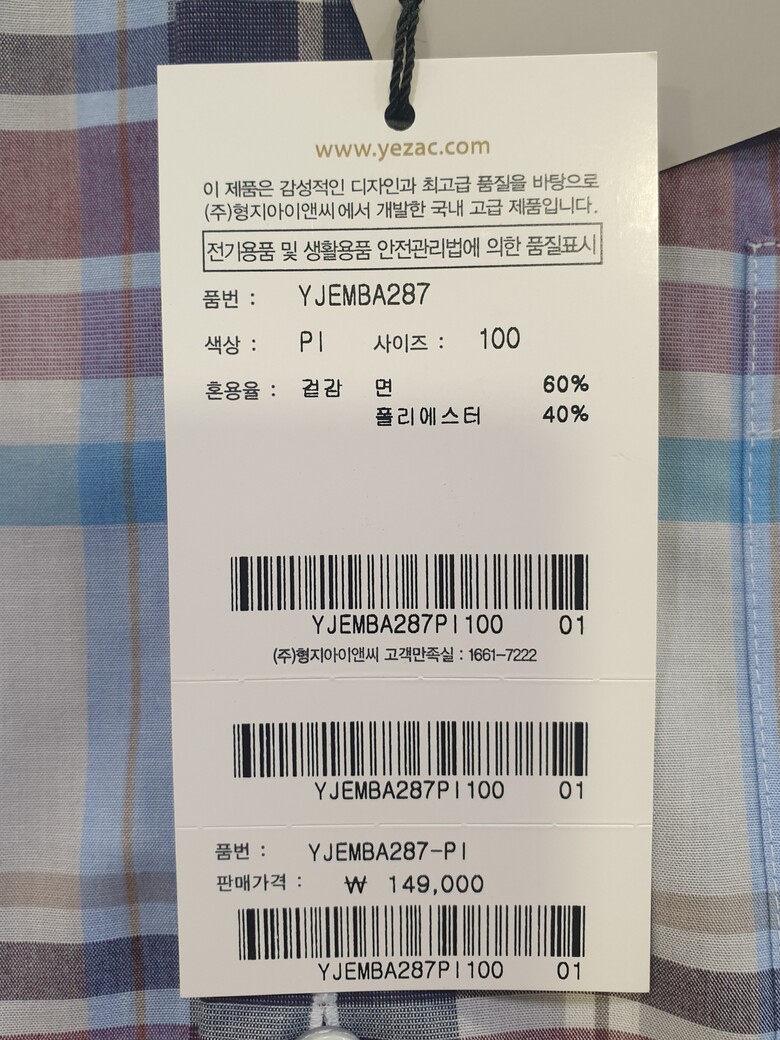 www.yezac.com
이 제품은 감성적인 디자인과 최고급 품질을 바탕으로
(주)형지아이앤씨에서 개발한 국내 고급 제품입니다.
전기용품 및 생활용품 안전관리법에 의한 품질표시
품번 : YJEMBA287
색상 : PI 사이즈 : 100
혼용율 : 겉감 면 60%
폴리에스터 40%
YJEMBA287PI100 01
(주)형지아이앤씨 고객만족실 : 1661-7222
YJEMBA287PI100 01
품번 : YJEMBA287-PI
판매가격 : ₩ 149,000
YJEMBA287PI100 01